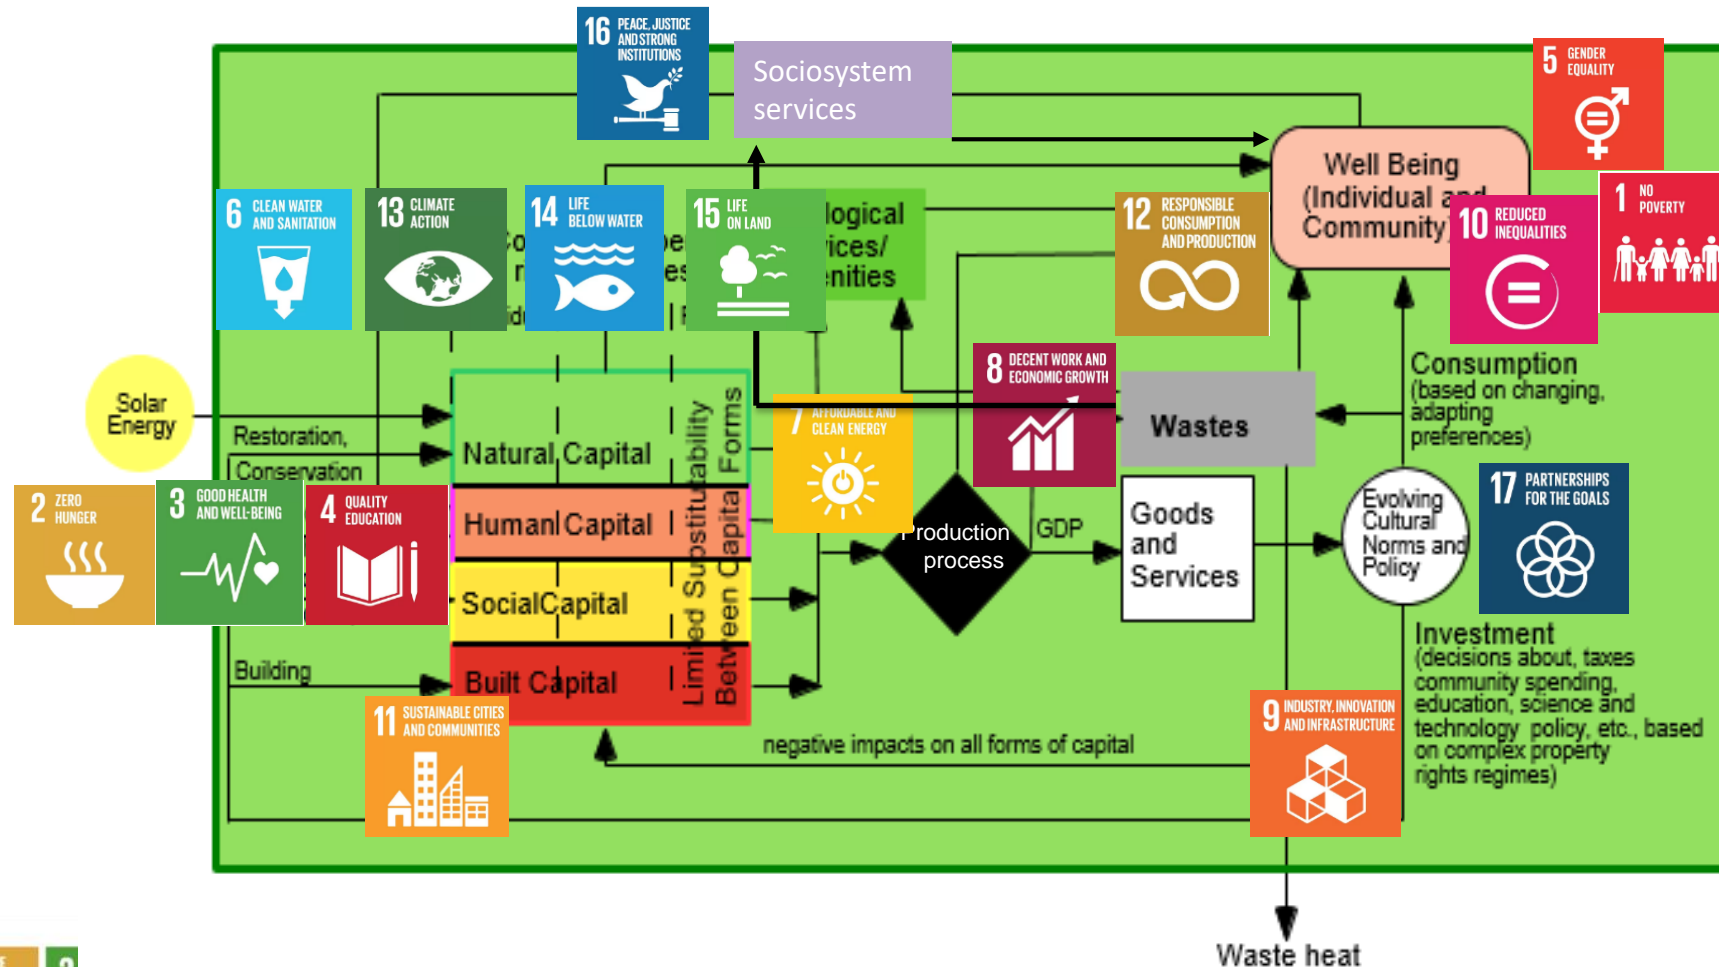 16 PEACE, JUSTICE
AND STRONG
INSTITUTIONS
Sociosystem
services
5 GENDER
EQUALITY
Well Being
(Individual and
Community)
6 CLEAN WATER
AND SANITATION
13 CLIMATE
ACTION
14 LIFE
BELOW WATER
15 LIFE
ON LAND
12 RESPONSIBLE
CONSUMPTION
AND PRODUCTION
10 REDUCED
INEQUALITIES
1 NO
POVERTY
Solar
Energy
Restoration,
Conservation
Natural Capital
Human Capital
SocialCapital
Built Capital
Limited Substitutability
Between Capital Forms
7 AFFORDABLE AND
CLEAN ENERGY
8 DECENT WORK AND
ECONOMIC GROWTH
Wastes
Consumption
(based on changing,
adapting
preferences)
2 ZERO
HUNGER
3 GOOD HEALTH
AND WELL-BEING
4 QUALITY
EDUCATION
Production
process
GDP
Goods
and
Services
Evolving
Cultural
Norms and
Policy
17 PARTNERSHIPS
FOR THE GOALS
Building
Investment
(decisions about, taxes
community spending,
education, science and
technology policy, etc., based
on complex property
rights regimes)
11 SUSTAINABLE CITIES
AND COMMUNITIES
negative impacts on all forms of capital
9 INDUSTRY, INNOVATION
AND INFRASTRUCTURE
Waste heat